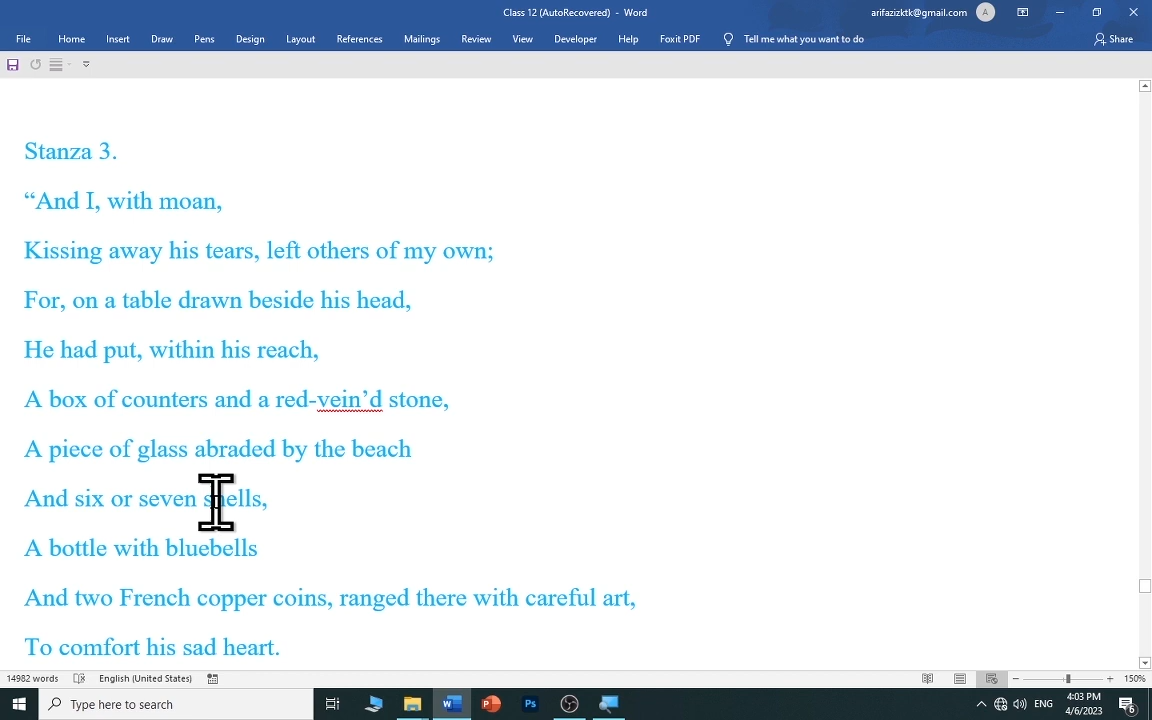 Class 12 (AutoRecovered) - Word
arifazizktk@gmail.com
A
File Home Insert Draw Pens Design Layout References Mailings Review View Developer Help Foxit PDF Tell me what you want to do Share
Stanza 3.
“And I, with moan,
Kissing away his tears, left others of my own;
For, on a table drawn beside his head,
He had put, within his reach,
A box of counters and a red-vein’d stone,
A piece of glass abraded by the beach
And six or seven shells,
A bottle with bluebells
And two French copper coins, ranged there with careful art,
To comfort his sad heart.
14982 words English (United States) 150%
Type here to search
W P Ps
ENG
4:03 PM
4/6/2023
6